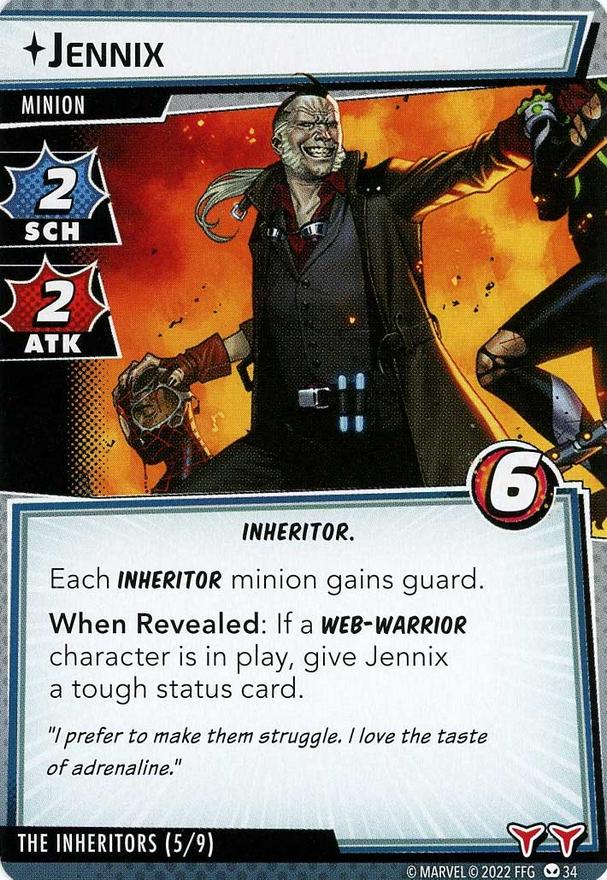 JENNIX
MINION
2
SCH
2
ATK
6
INHERITOR.
Each INHERITOR minion gains guard.
When Revealed: If a WEB-WARRIOR
character is in play, give Jennix
a tough status card.
"I prefer to make them struggle. I love the taste
of adrenaline."
THE INHERITORS (5/9)
© MARVEL © 2022 FFG 34